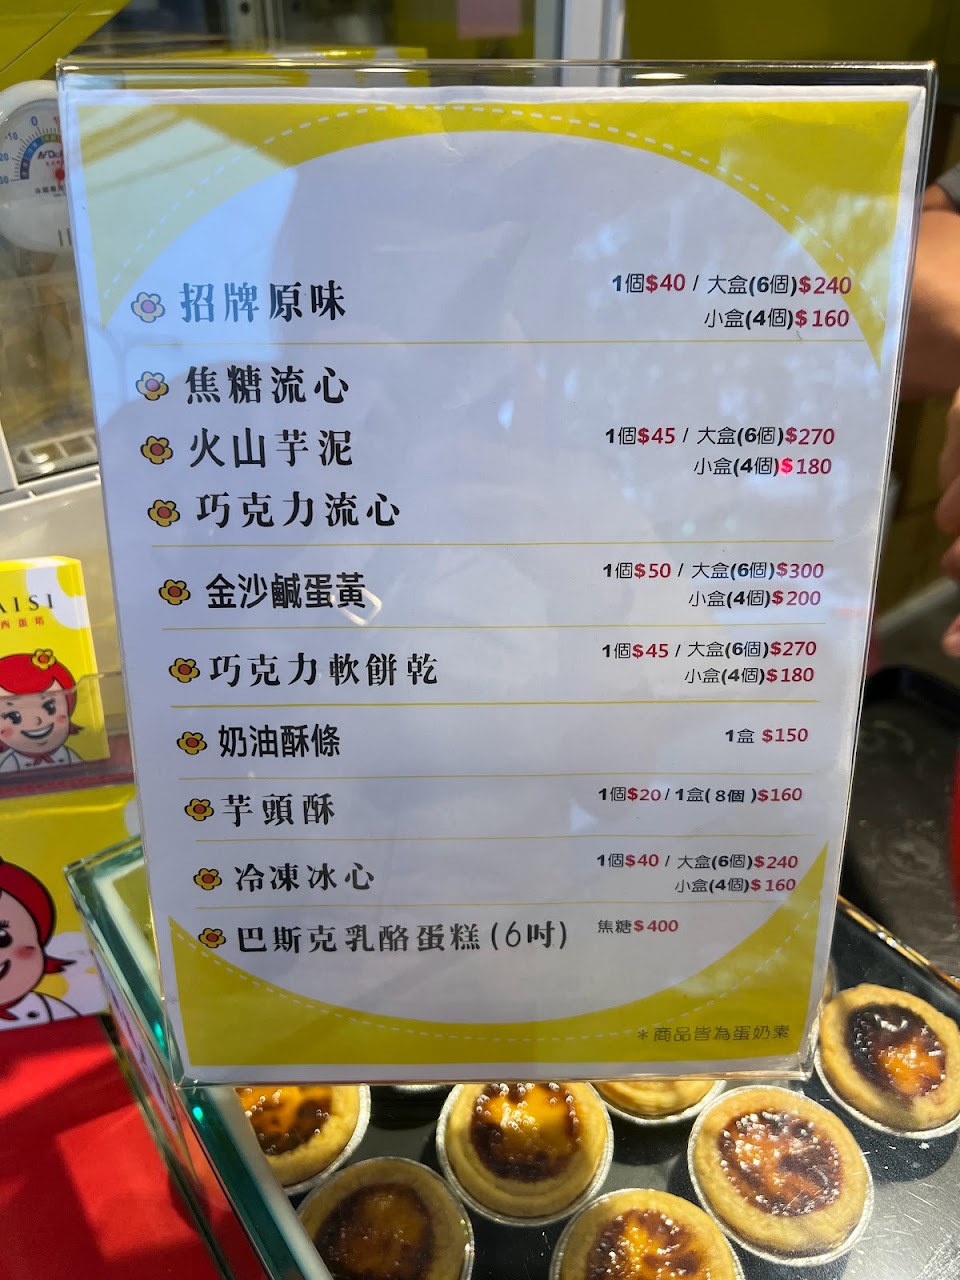 招牌原味 1個$40 / 大盒(6個)$240
小盒(4個)$160
焦糖流心
火山芋泥 1個$45 / 大盒(6個)$270
小盒(4個)$180
巧克力流心
金沙鹹蛋黃 1個$50 / 大盒(6個)$300
小盒(4個)$200
巧克力軟餅乾 1個$45 / 大盒(6個)$270
小盒(4個)$180
奶油酥條 1盒 $150
芋頭酥 1個$20 / 1盒( 8個 )$160
冷凍冰心 1個$40 / 大盒(6個)$240
小盒(4個)$160
巴斯克乳酪蛋糕(6吋) 焦糖$400
*商品皆為蛋奶素
AISI
西蛋塔
-10 0